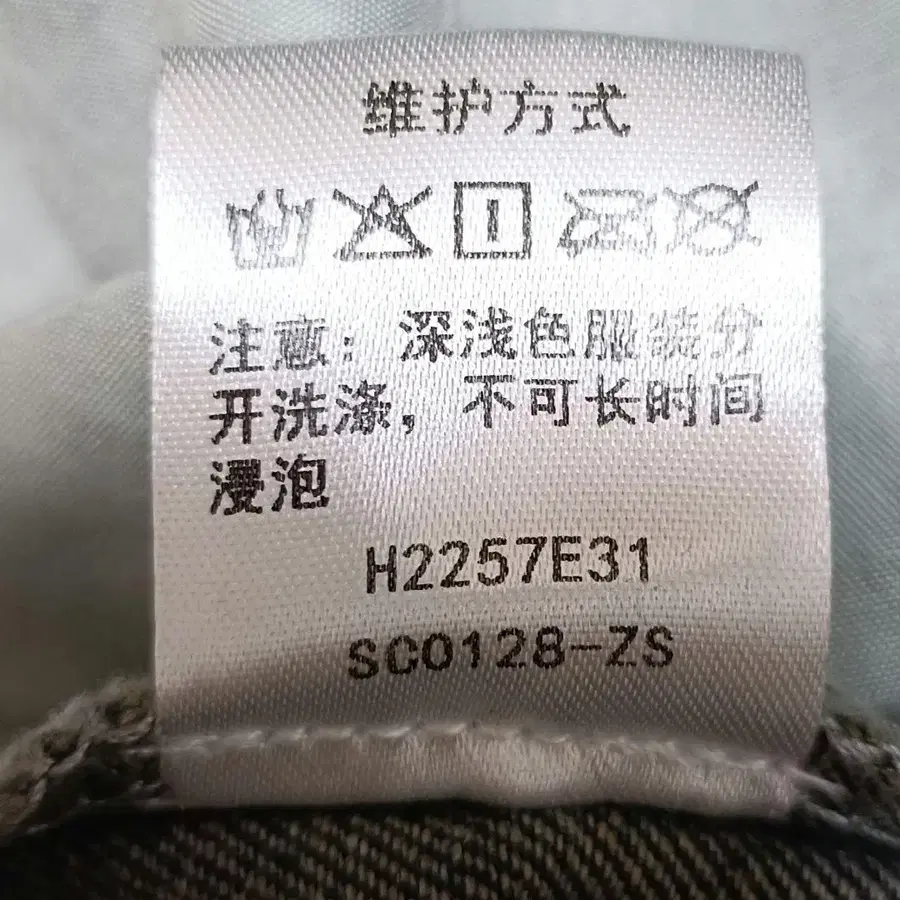 维护方式
注意：深浅色服装分
开洗涤，不可长时间
浸泡
H2257E31
SC0128-ZS